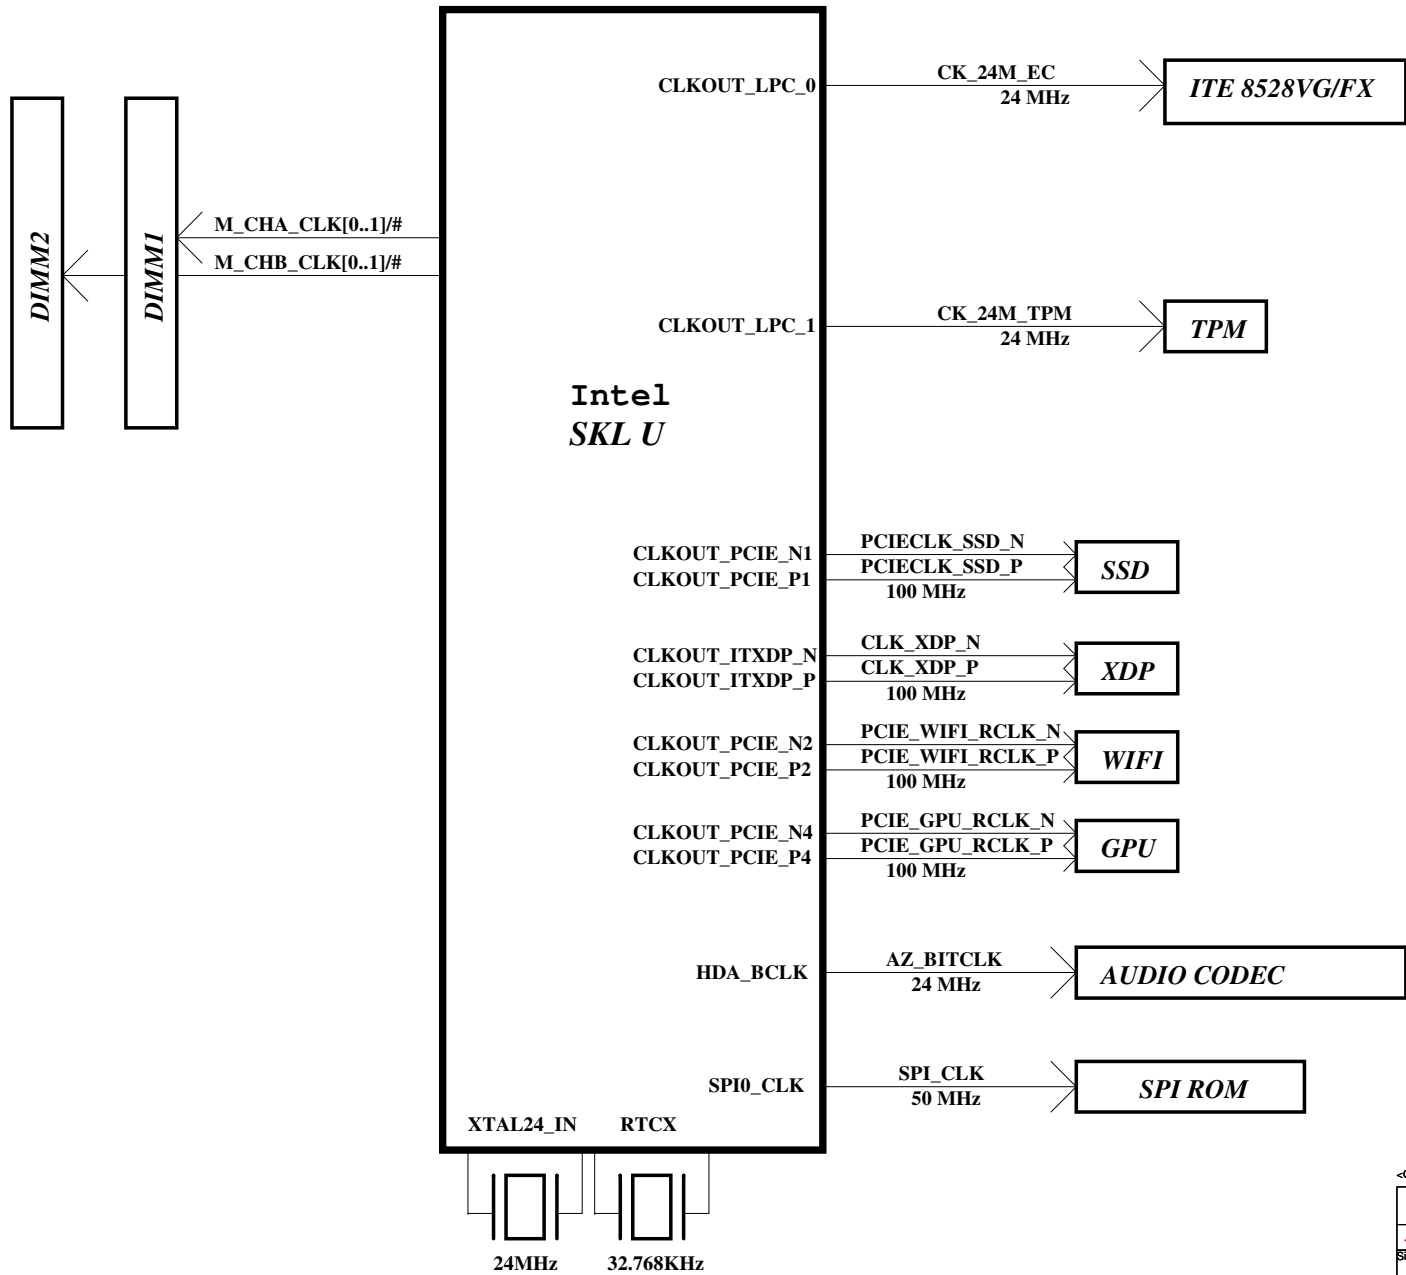 CLKOUT_LPC_0
CK_24M_EC
24 MHz
ITE 8528VG/FX
DIMM2
DIMM1
M_CHA_CLK[0..1]/#
M_CHB_CLK[0..1]/#
CLKOUT_LPC_1
CK_24M_TPM
24 MHz
TPM
Intel
SKL U
CLKOUT_PCIE_N1
PCIECLK_SSD_N
CLKOUT_PCIE_P1
PCIECLK_SSD_P
100 MHz
SSD
CLKOUT_ITXDP_N
CLK_XDP_N
CLKOUT_ITXDP_P
CLK_XDP_P
100 MHz
XDP
CLKOUT_PCIE_N2
PCIE_WIFI_RCLK_N
CLKOUT_PCIE_P2
PCIE_WIFI_RCLK_P
100 MHz
WIFI
CLKOUT_PCIE_N4
PCIE_GPU_RCLK_N
CLKOUT_PCIE_P4
PCIE_GPU_RCLK_P
100 MHz
GPU
HDA_BCLK
AZ_BITCLK
24 MHz
AUDIO CODEC
SPI0_CLK
SPI_CLK
50 MHz
SPI ROM
XTAL24_IN
RTCX
24MHz
32.768KHz